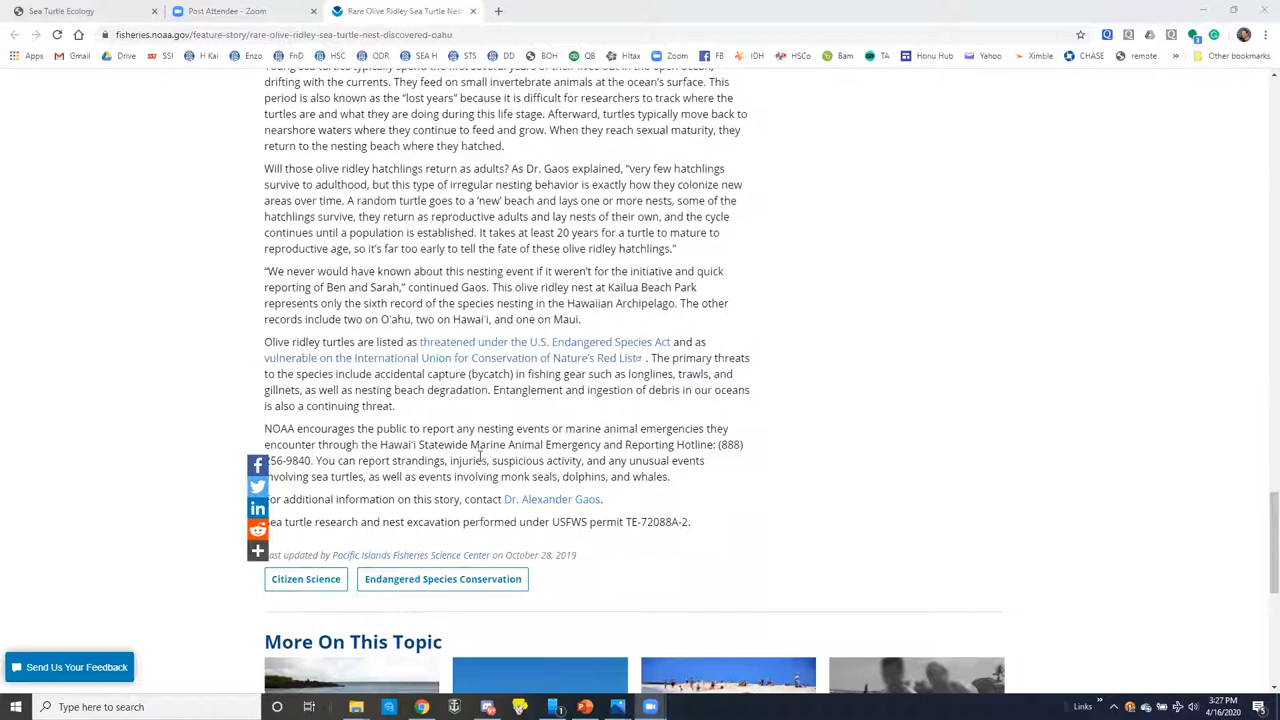 Sea Turtle Ecology
Post Attendee - Zoom
Rare Olive Ridley Sea Turtle Nest
fisheries.noaa.gov/feature-story/rare-olive-ridley-sea-turtle-nest-discovered-oahu
Apps Gmail Drive SSI H Kai Enzo FnD HSC ODR SEA H STS DD BOH QB HItax Zoom FB IDH HSCo Bam TA Honu Hub Yahoo Ximble CHASE remote » Other bookmarks
drifting with the currents. They feed on small invertebrate animals at the ocean's surface. This
period is also known as the “lost years” because it is difficult for researchers to track where the
turtles are and what they are doing during this life stage. Afterward, turtles typically move back to
nearshore waters where they continue to feed and grow. When they reach sexual maturity, they
return to the nesting beach where they hatched.
Will those olive ridley hatchlings return as adults? As Dr. Gaos explained, “very few hatchlings
survive to adulthood, but this type of irregular nesting behavior is exactly how they colonize new
areas over time. A random turtle goes to a ‘new’ beach and lays one or more nests, some of the
hatchlings survive, they return as reproductive adults and lay nests of their own, and the cycle
continues until a population is established. It takes at least 20 years for a turtle to mature to
reproductive age, so it's far too early to tell the fate of these olive ridley hatchlings.”
“We never would have known about this nesting event if it weren't for the initiative and quick
reporting of Ben and Sarah,” continued Gaos. This olive ridley nest at Kailua Beach Park
represents only the sixth record of the species nesting in the Hawaiian Archipelago. The other
records include two on O'ahu, two on Hawai'i, and one on Maui.
Olive ridley turtles are listed as threatened under the U.S. Endangered Species Act and as
vulnerable on the International Union for Conservation of Nature's Red List . The primary threats
to the species include accidental capture (bycatch) in fishing gear such as longlines, trawls, and
gillnets, as well as nesting beach degradation. Entanglement and ingestion of debris in our oceans
is also a continuing threat.
NOAA encourages the public to report any nesting events or marine animal emergencies they
encounter through the Hawai'i Statewide Marine Animal Emergency and Reporting Hotline: (888)
256-9840. You can report strandings, injuries, suspicious activity, and any unusual events
involving sea turtles, as well as events involving monk seals, dolphins, and whales.
For additional information on this story, contact Dr. Alexander Gaos.
Sea turtle research and nest excavation performed under USFWS permit TE-72088A-2.
Last updated by Pacific Islands Fisheries Science Center on October 28, 2019
Citizen Science
Endangered Species Conservation
More On This Topic
Send Us Your Feedback
Type here to search
Links
3:27 PM
4/16/2020